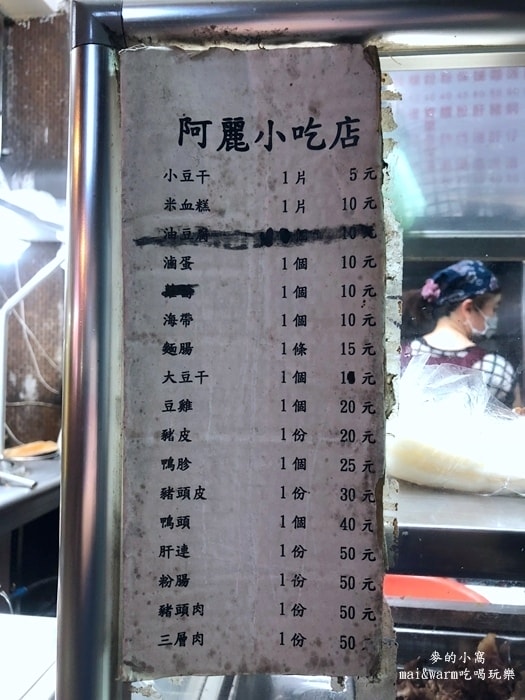 阿麗小吃店
小豆干 1片 5元
米血糕 1片 10元
油豆腐 個 10元
滷蛋 1個 10元
1個 10元
海帶 1個 10元
麵腸 1條 15元
大豆干 1個 元
豆雞 1個 20元
豬皮 1份 20元
鴨胗 1個 25元
豬頭皮 1份 30元
鴨頭 1個 40元
肝連 1份 50元
粉腸 1份 50元
豬頭肉 1份 50元
三層肉 1份 50元
麥的小窩
mai&warm吃喝玩樂